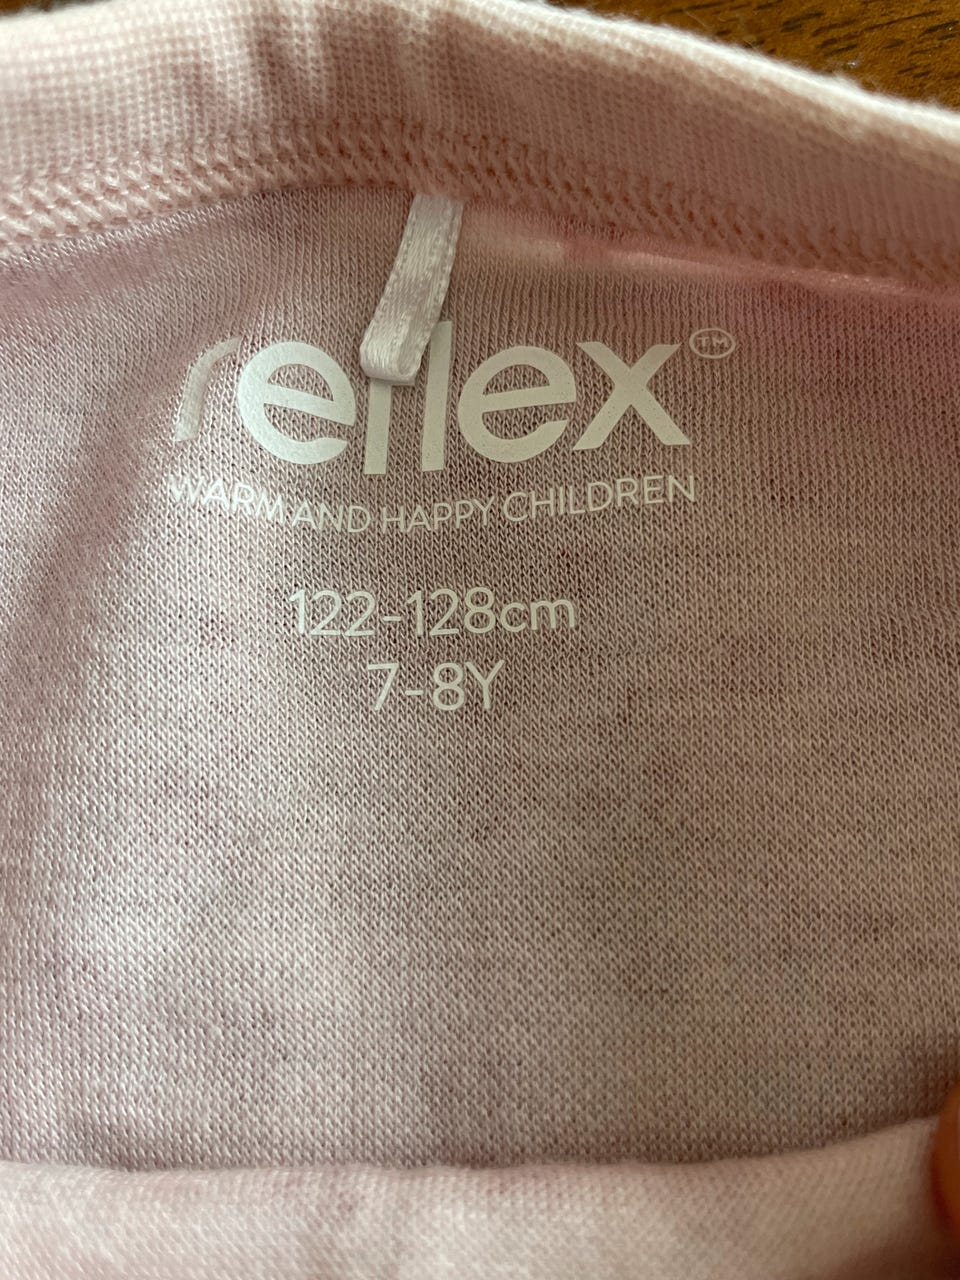 reflex™
WARM AND HAPPY CHILDREN
122-128cm
7-8Y